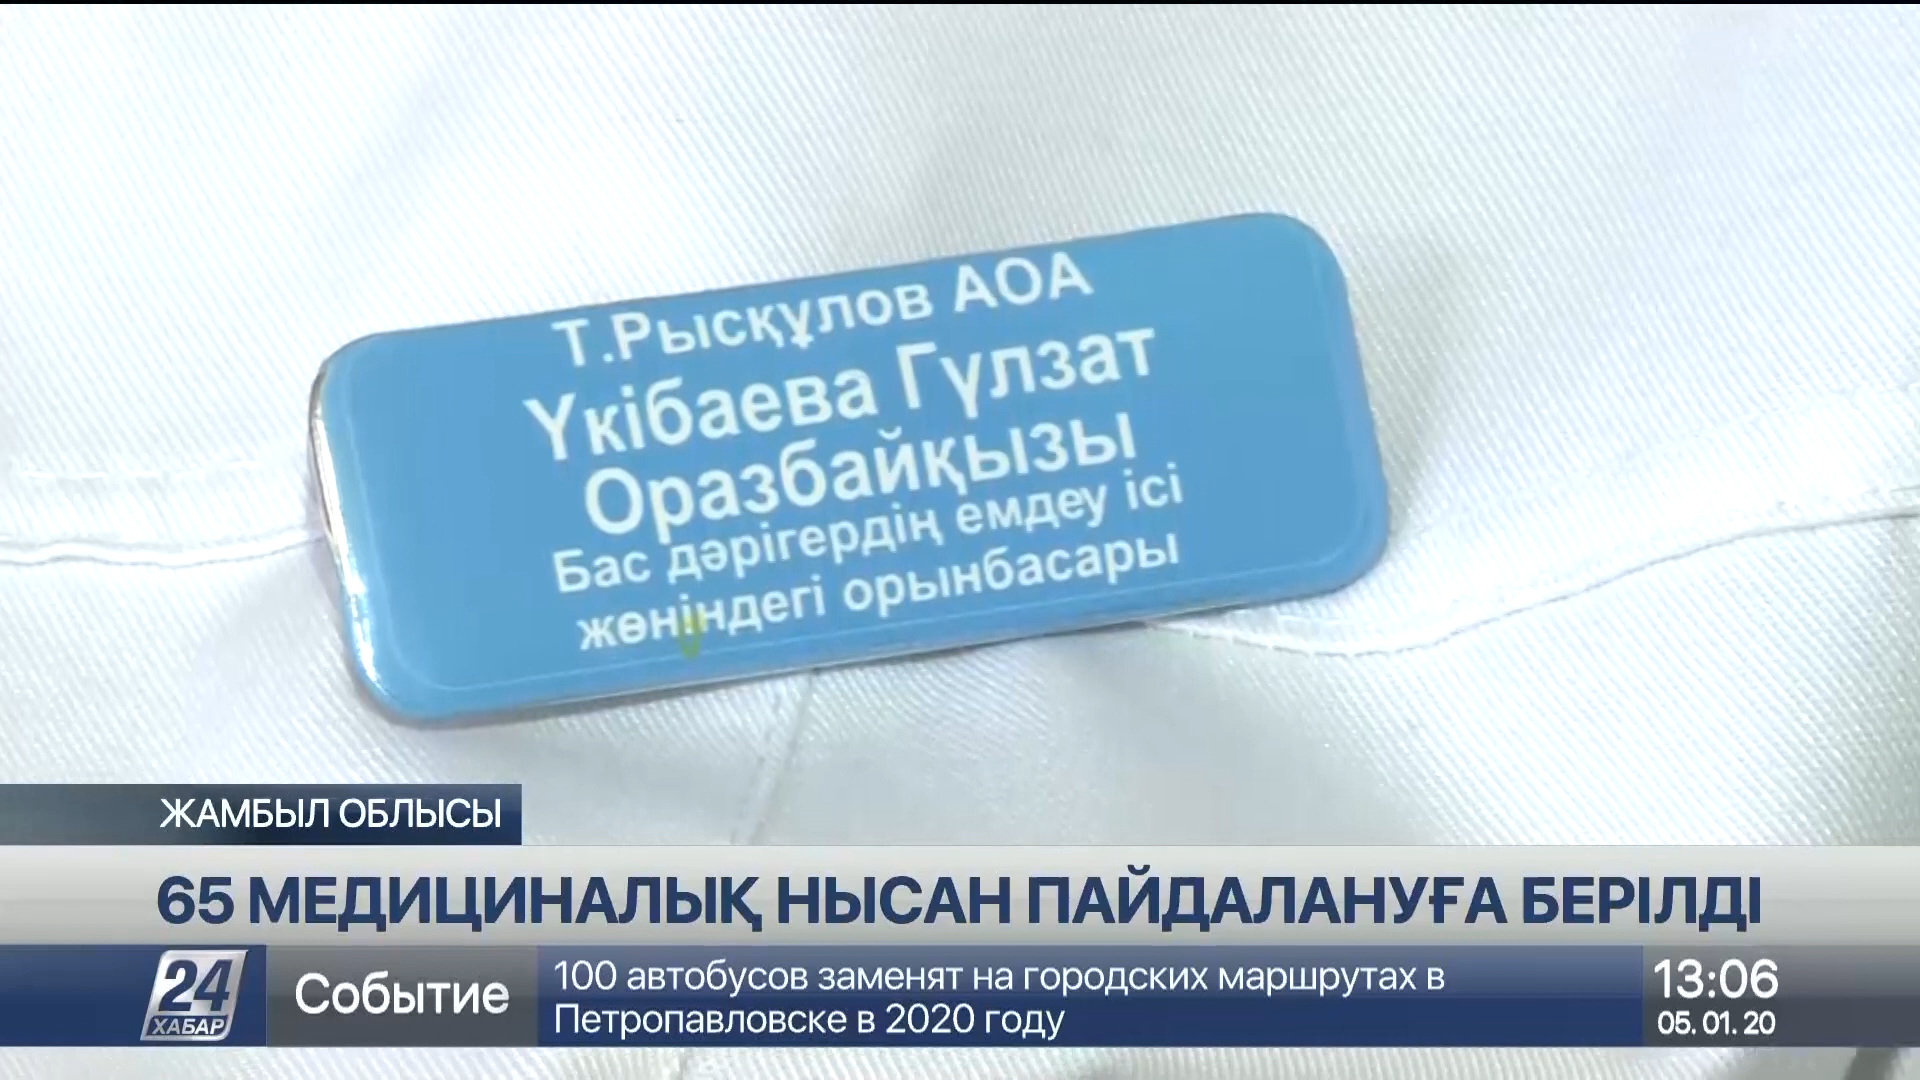 Т.Рысқұлов АОА
Үкібаева Гүлзат
Оразбайқызы
Бас дәрігердің емдеу ісі
жөніндегі орынбасары
ЖАМБЫЛ ОБЛЫСЫ
65 МЕДИЦИНАЛЫҚ НЫСАН ПАЙДАЛАНУҒА БЕРІЛДІ
24
ХАБАР
Событие
100 автобусов заменят на городских маршрутах в
Петропавловске в 2020 году
13:06
05. 01. 20